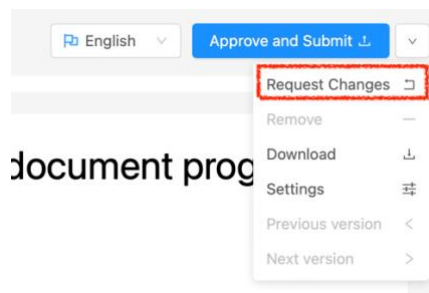 English
Approve and Submit
Request Changes
Remove
document prog
Download
Settings
Previous version
Next version